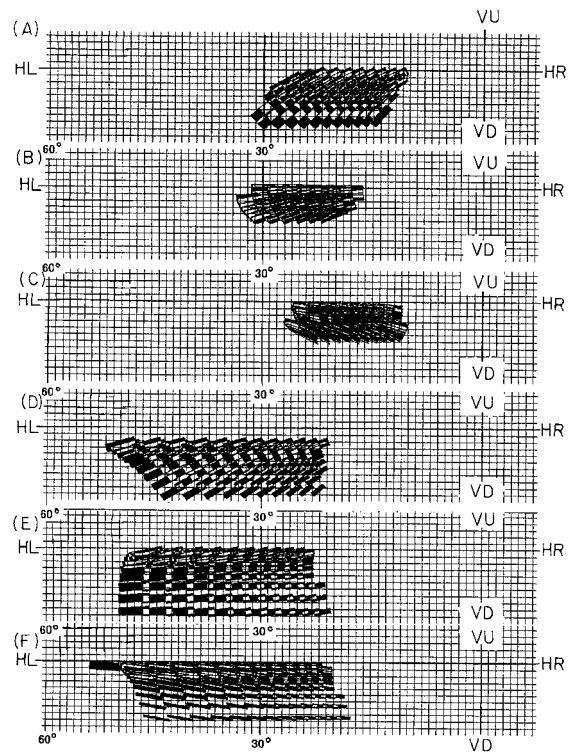 (A) VU
HL HR
VD
60° 30°
(B) VU
HL HR
VD
60° 30°
(C) VU
HL HR
VD
60° 30°
(D) VU
HL HR
VD
60° 30°
(E) VU
HL HR
VD
60° 30°
(F) VU
HL HR
60° 30° VD